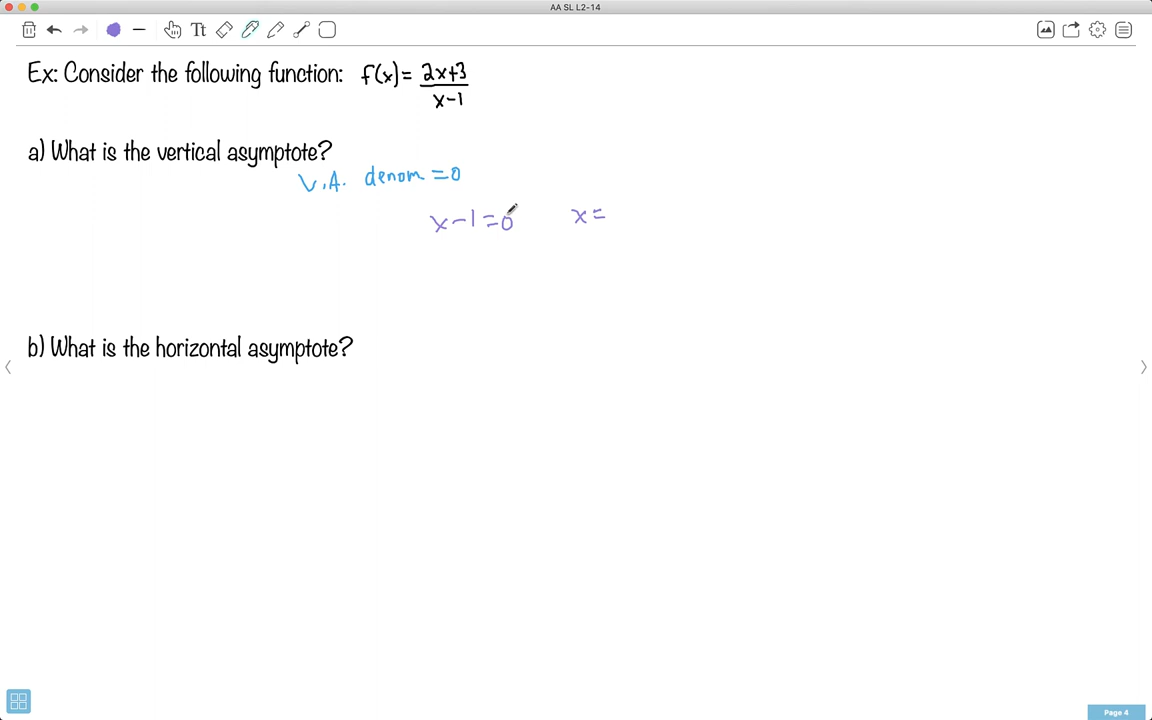 AA SL L2-14
Tt
Ex: Consider the following function: f(x)= 2x+3
x-1
a) What is the vertical asymptote?
V.A. denom =0
x-1=0 x=
b) What is the horizontal asymptote?
Page 4